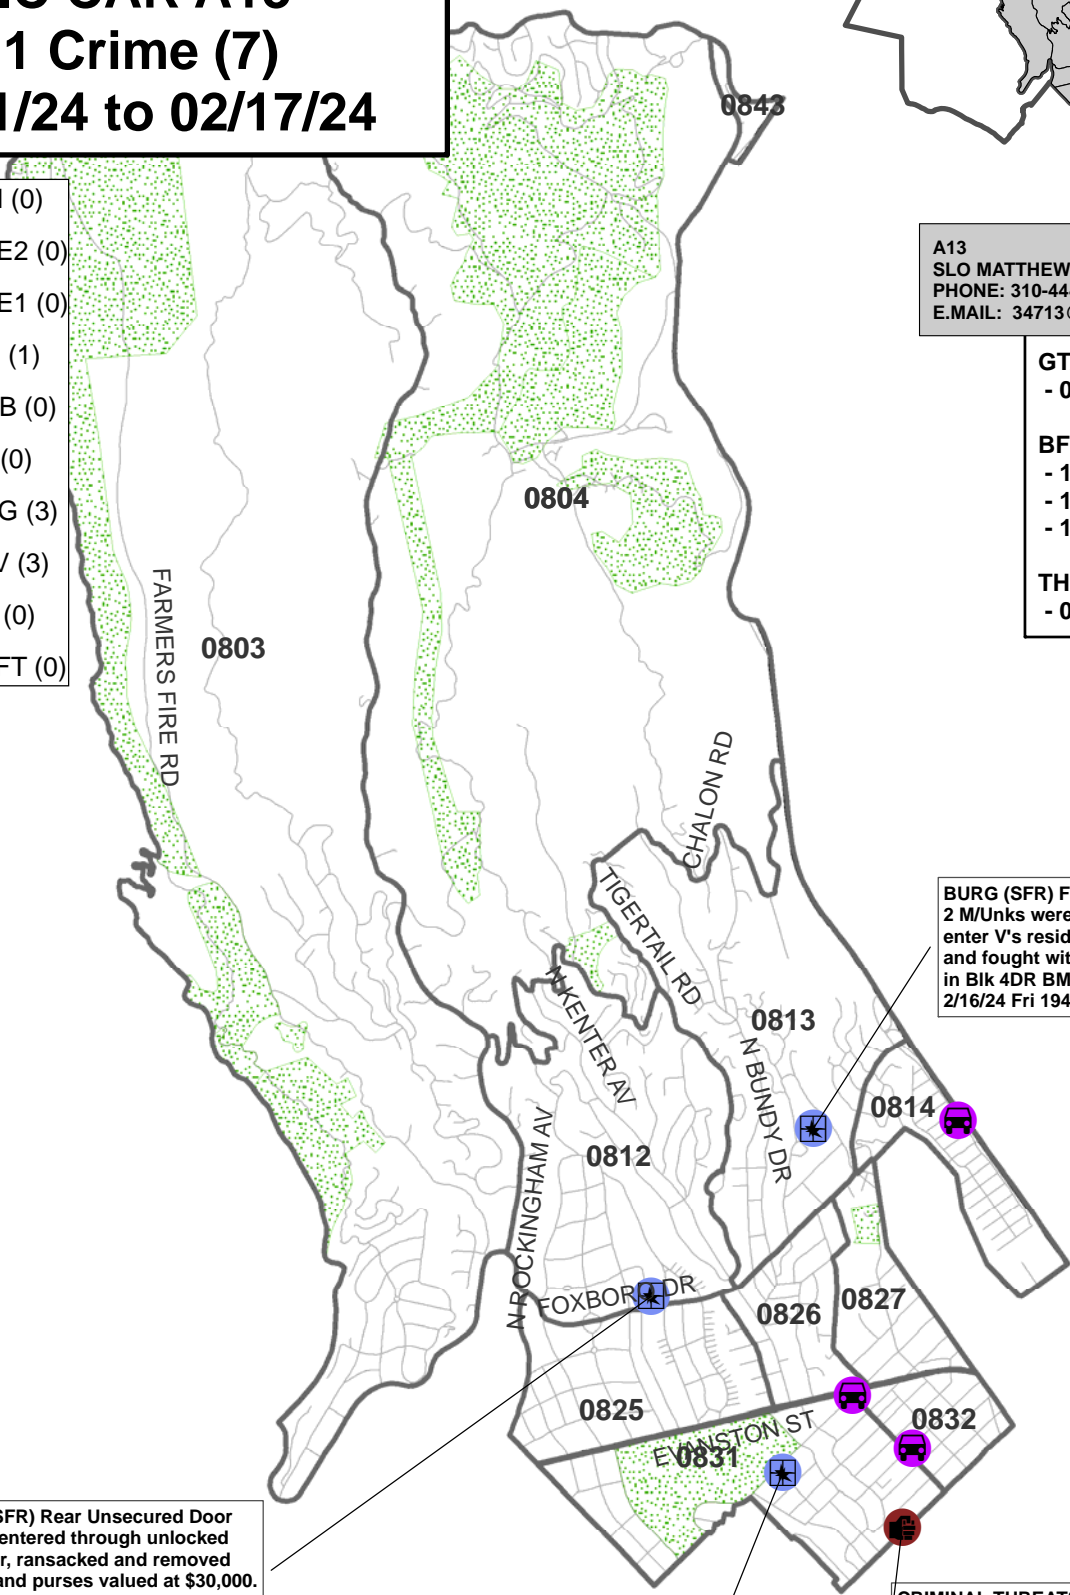 1 Crime (7)
1/24 to 02/17/24
(0)
E2 (0)
E1 (0)
(1)
B (0)
(0)
G (3)
(3)
(0)
FT (0)
0843
A13
SLO MATTHEW
PHONE: 310-44
E.MAIL: 34713
GT
- 0
BF
- 1
- 1
- 1
TH
- 0
0804
FARMERS FIRE RD
0803
CHALON RD
TIGERTAIL RD
BURG (SFR) F
2 M/Unks were
enter V's resid
and fought wit
in Blk 4DR BM
2/16/24 Fri 194
N KENTER AV
0813
N BUNDY DR
0814
N ROCKINGHAM AV
0812
FOXBORO DR
0826
0827
0825
EVANSTON ST
0831
0832
SFR) Rear Unsecured Door
entered through unlocked
r, ransacked and removed
and purses valued at $30,000.
CRIMINAL THREAT